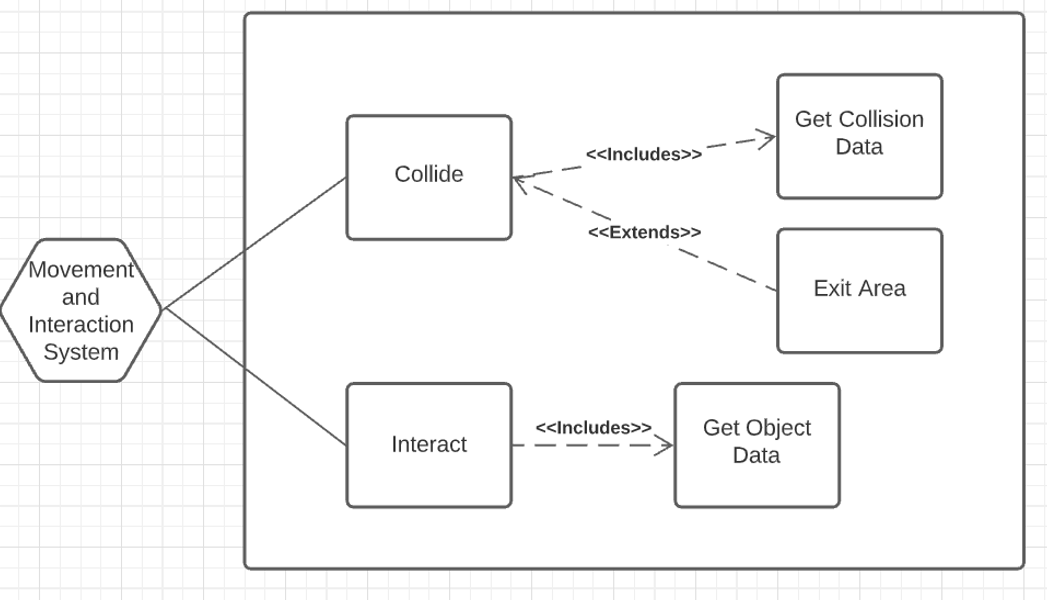 Get Collision
Data
Collide
<<Includes>>
<<Extends>>
Exit Area
Movement
and
Interaction
System
Interact
<<Includes>>
Get Object
Data